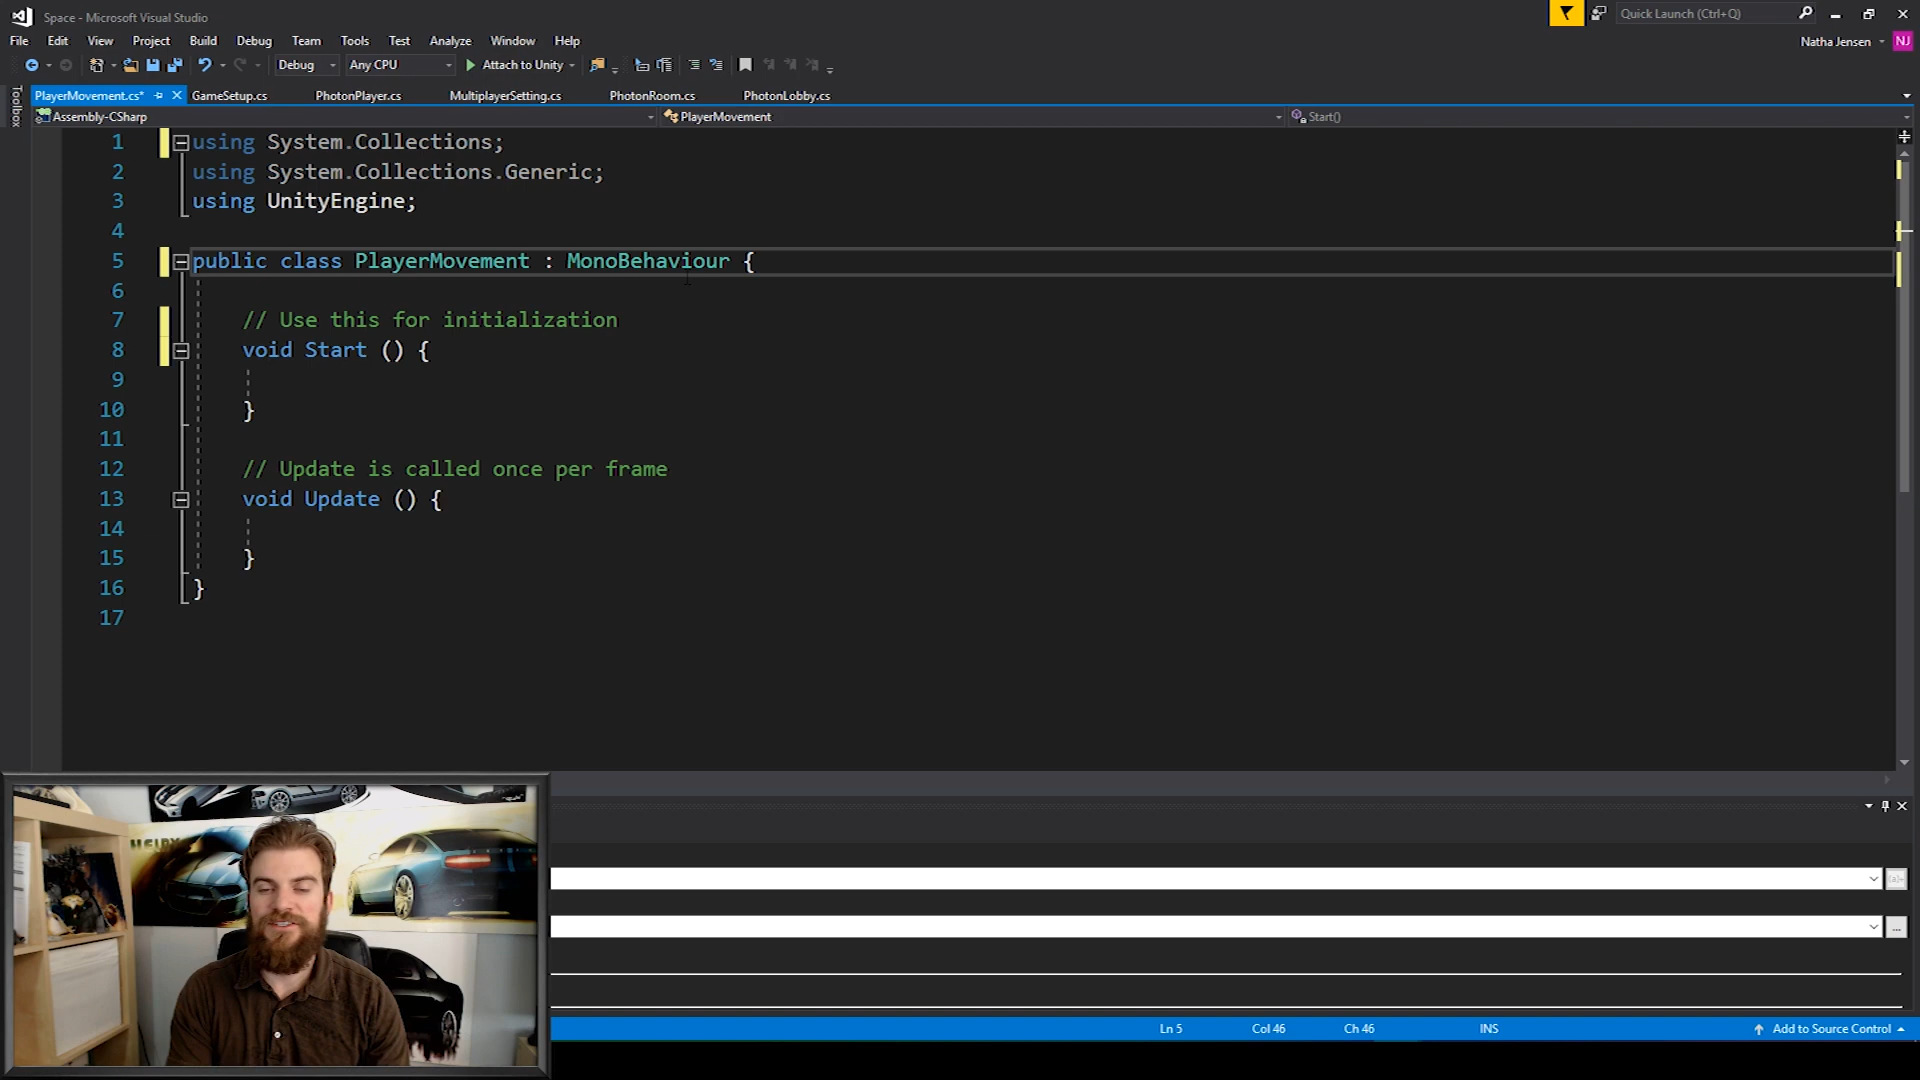 Space - Microsoft Visual Studio
Quick Launch (Ctrl+Q)
File Edit View Project Build Debug Team Tools Test Analyze Window Help
Natha Jensen NJ
Debug Any CPU Attach to Unity
Toolbox
PlayerMovement.cs* GameSetup.cs PhotonPlayer.cs MultiplayerSetting.cs PhotonRoom.cs PhotonLobby.cs
Assembly-CSharp PlayerMovement Start()
1 using System.Collections;
2 using System.Collections.Generic;
3 using UnityEngine;
4
5 public class PlayerMovement : MonoBehaviour {
6
7 // Use this for initialization
8 void Start () {
9
10 }
11
12 // Update is called once per frame
13 void Update () {
14
15 }
16 }
17
...
Ln 5 Col 46 Ch 46 INS Add to Source Control